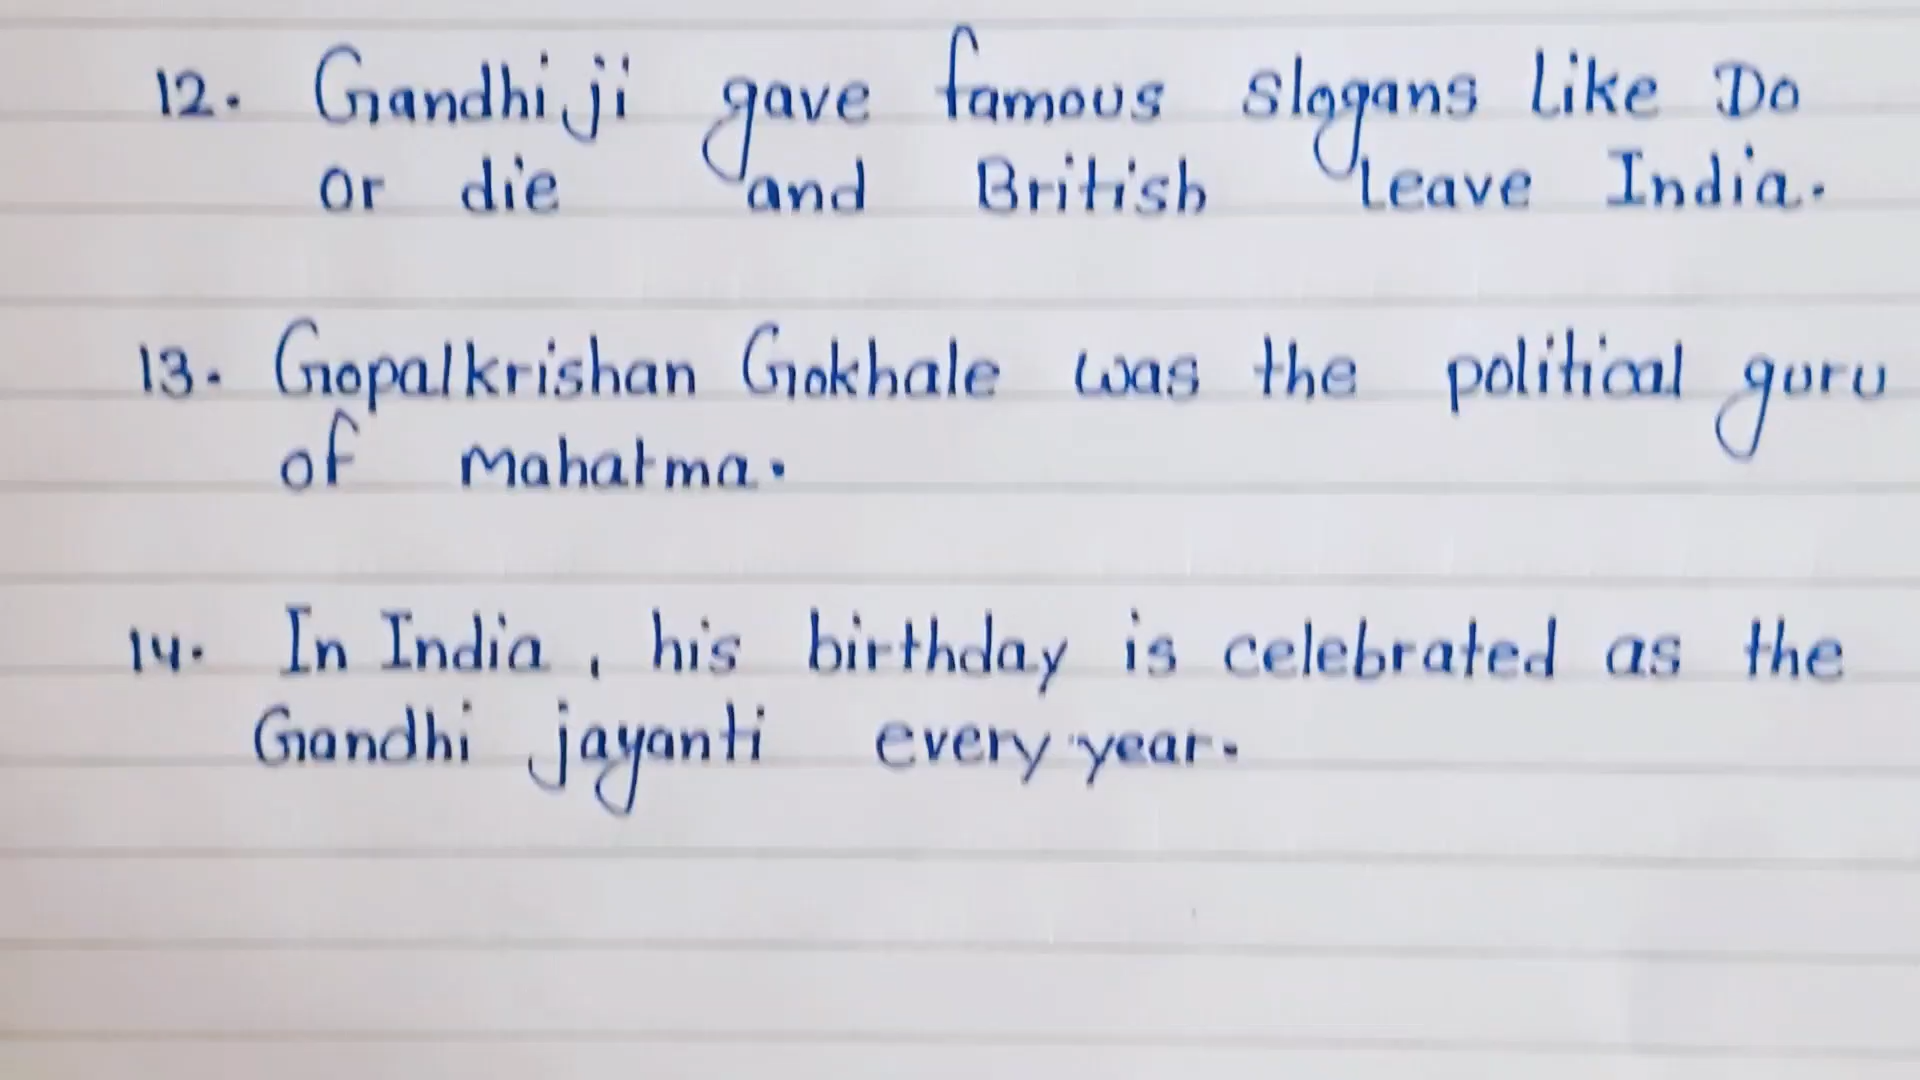 12. Gandhiji gave famous slogans like Do
or die and British leave India.
13. Gopalkrishan Gokhale was the political guru
of mahatma.
14. In India, his birthday is celebrated as the
Gandhi jayanti every year.